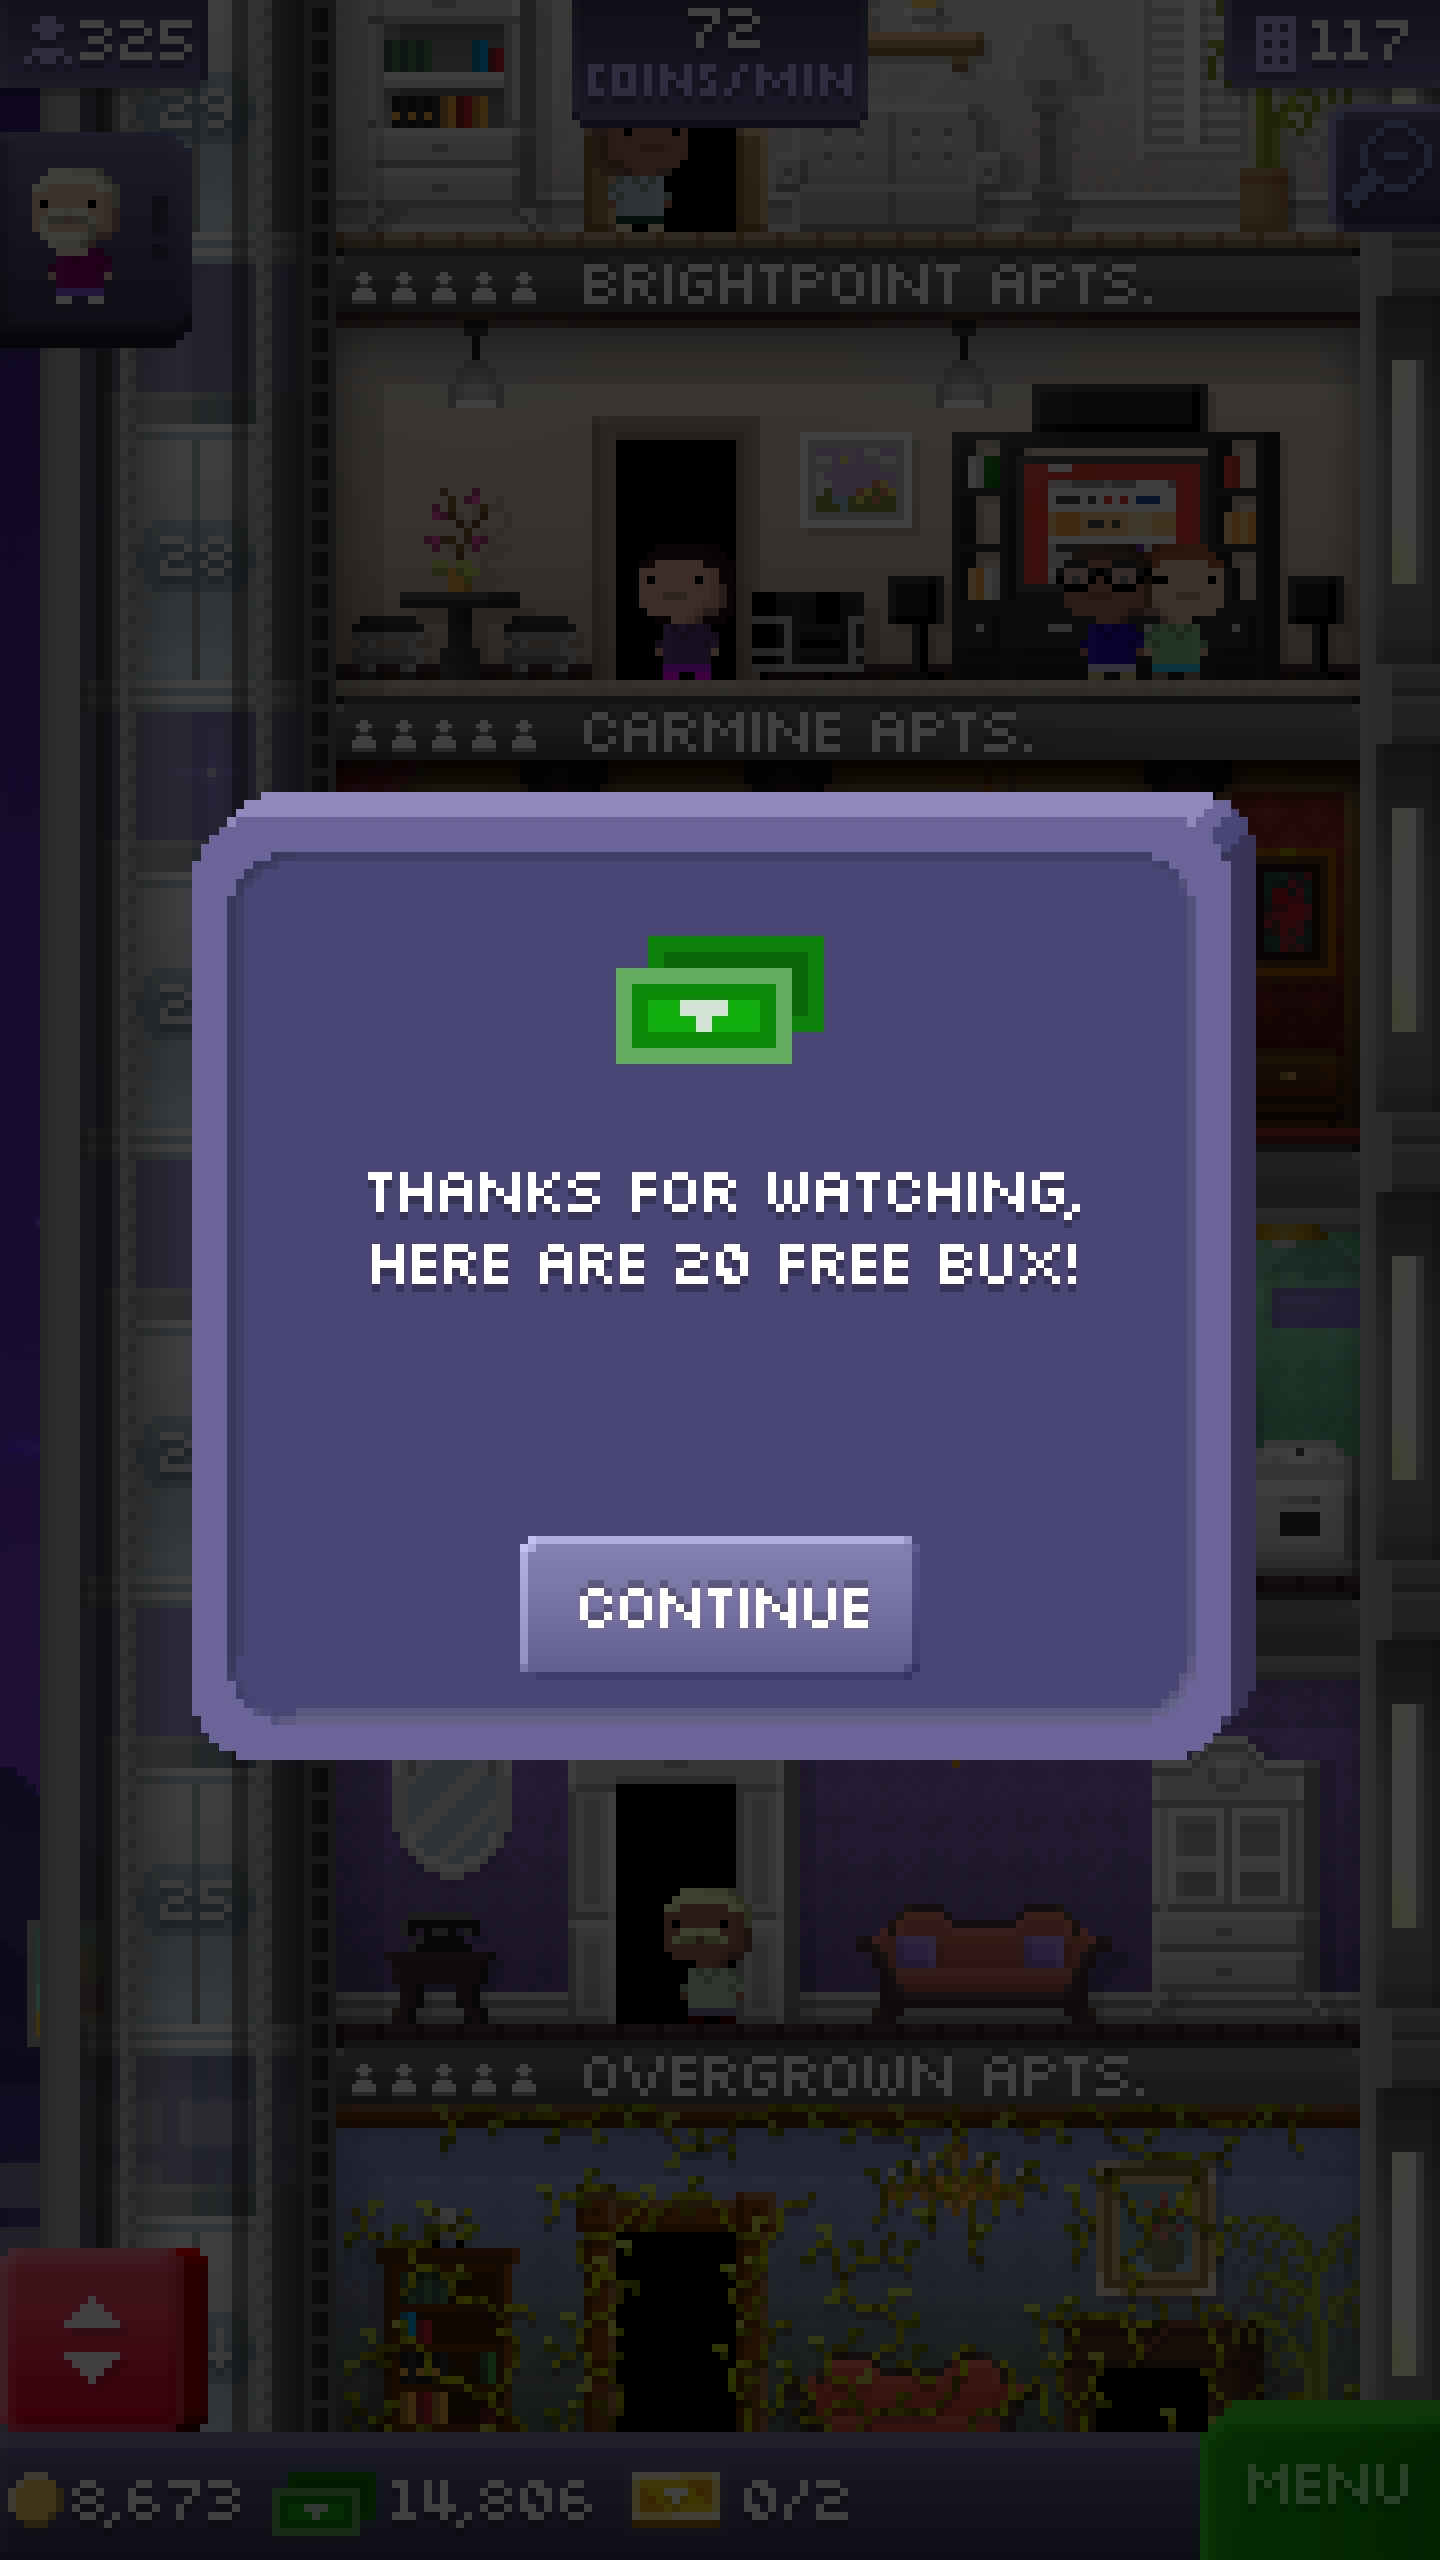 325
72
COINS/MIN
117
BRIGHTPOINT APTS.
28
CARMINE APTS.
THANKS FOR WATCHING,
HERE ARE 20 FREE BUX!
CONTINUE
25
OVERGROWN APTS.
8,673
14,806
0/2
MENU